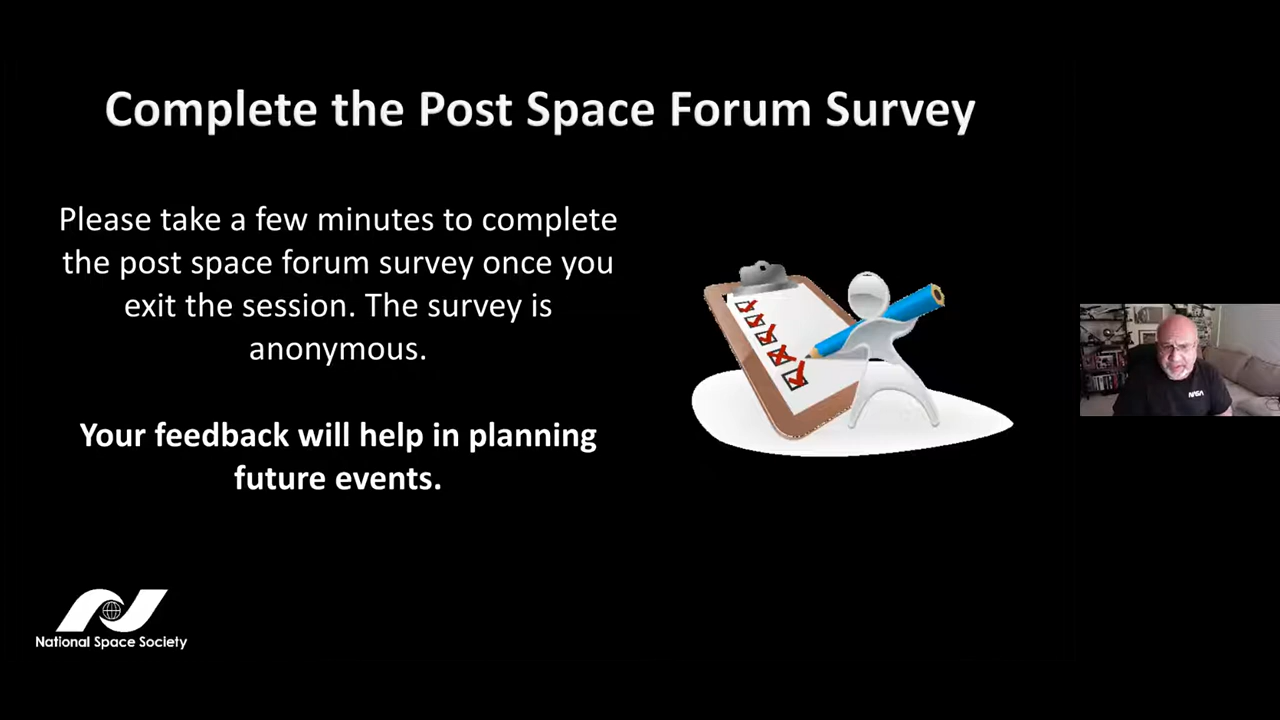 Complete the Post Space Forum Survey
Please take a few minutes to complete
the post space forum survey once you
exit the session. The survey is
anonymous.
Your feedback will help in planning
future events.
National Space Society
NASA